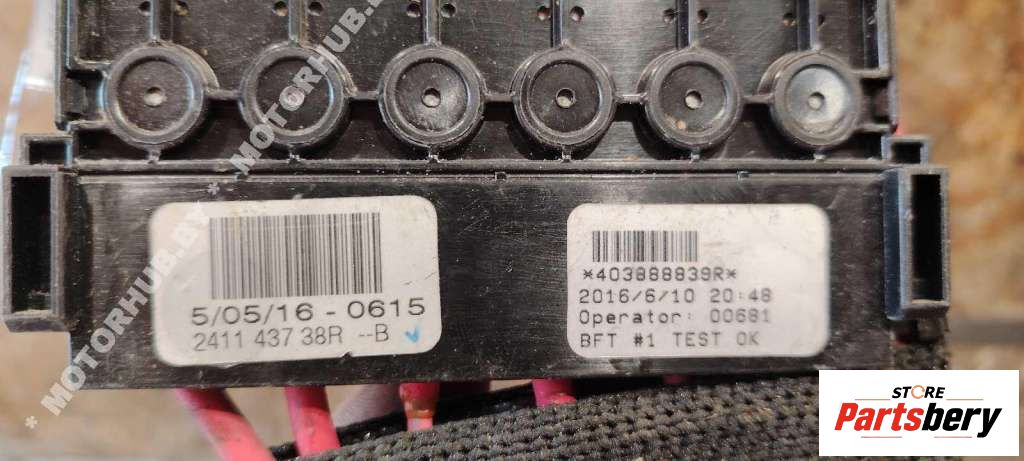 * MOTORHUB.BY * MOTORHUB.BY
5/05/16 - 0615
2411 437 38R --B
*403888839R*
2016/6/10 20:48
Operator: 00681
BFT #1 TEST OK
STORE
Partsbery